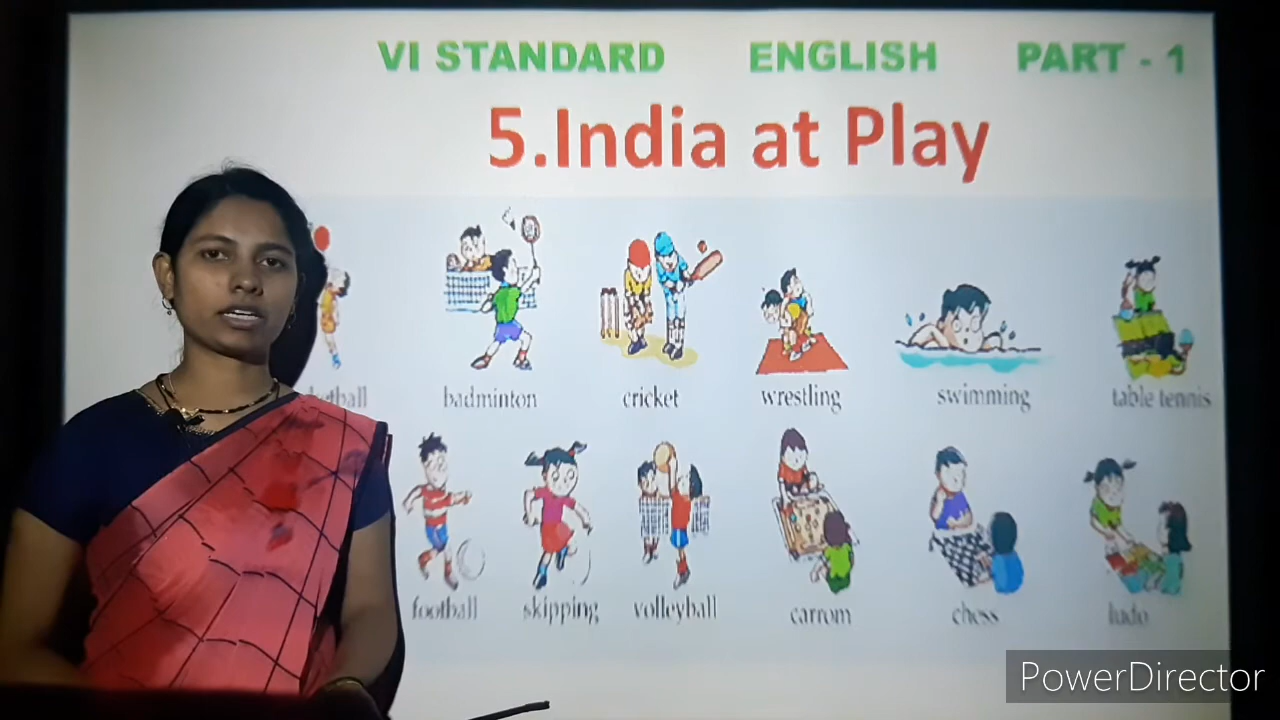 VI STANDARD ENGLISH PART - 1
5.India at Play
badminton cricket wrestling swimming table tennis
football skipping volleyball carrom chess ludo
PowerDirector